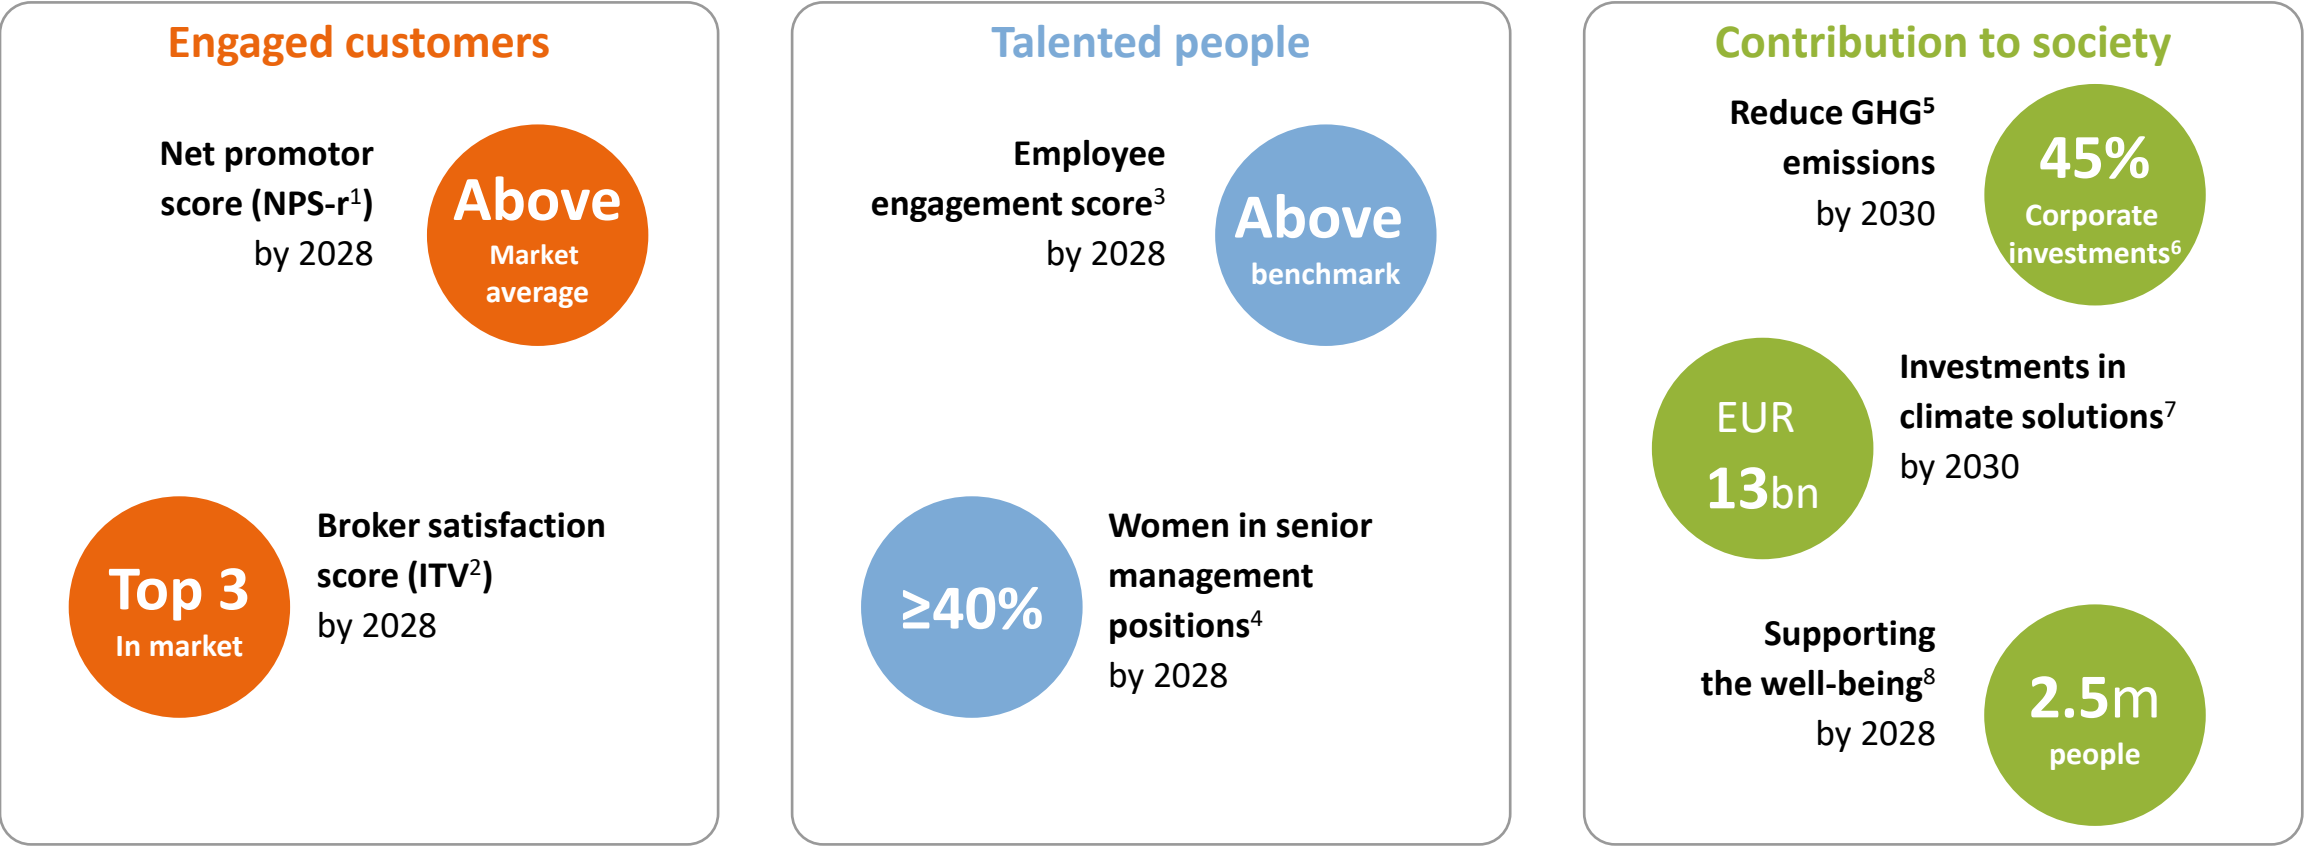 Engaged customers
Net promotor
score (NPS-r¹)
by 2028
Above
Market
average
Top 3
In market
Broker satisfaction
score (ITV²)
by 2028
Talented people
Employee
engagement score³
by 2028
Above
benchmark
≥40%
Women in senior
management
positions⁴
by 2028
Contribution to society
Reduce GHG⁵
emissions
by 2030
45%
Corporate
investments⁶
EUR
13bn
Investments in
climate solutions⁷
by 2030
Supporting
the well-being⁸
by 2028
2.5m
people